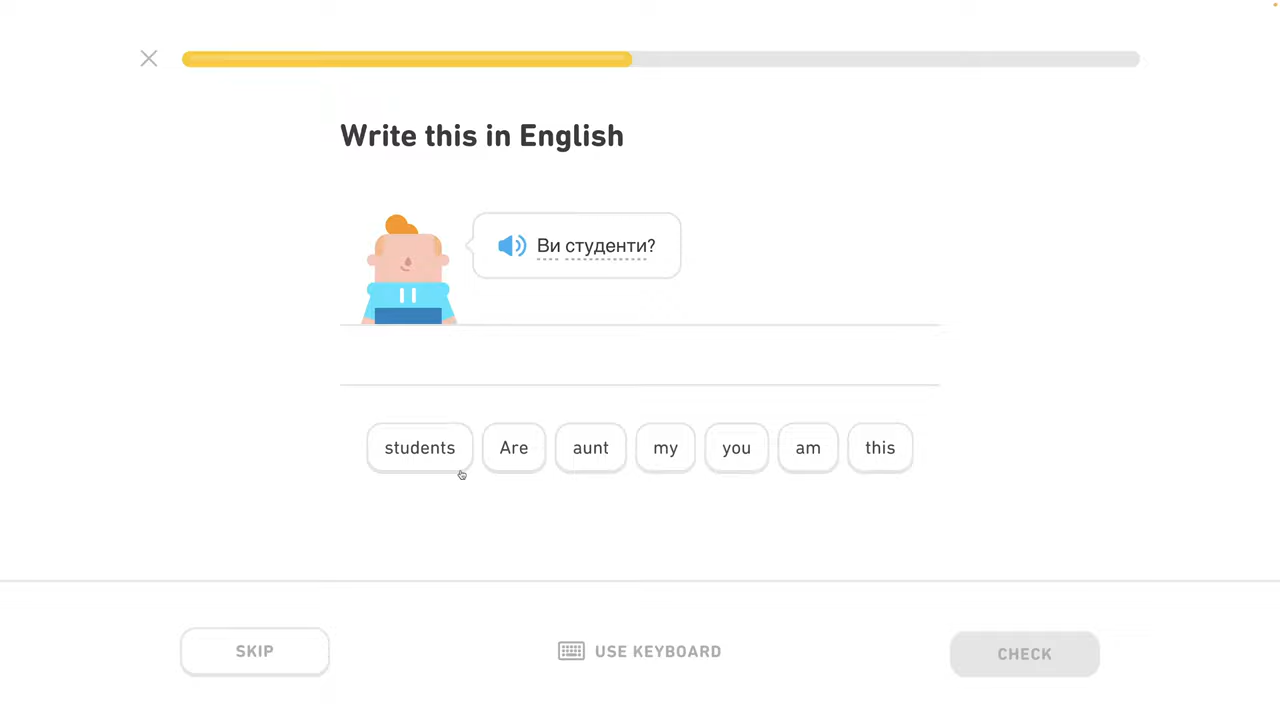 Write this in English
Ви студенти?
students Are aunt my you am this
SKIP USE KEYBOARD CHECK